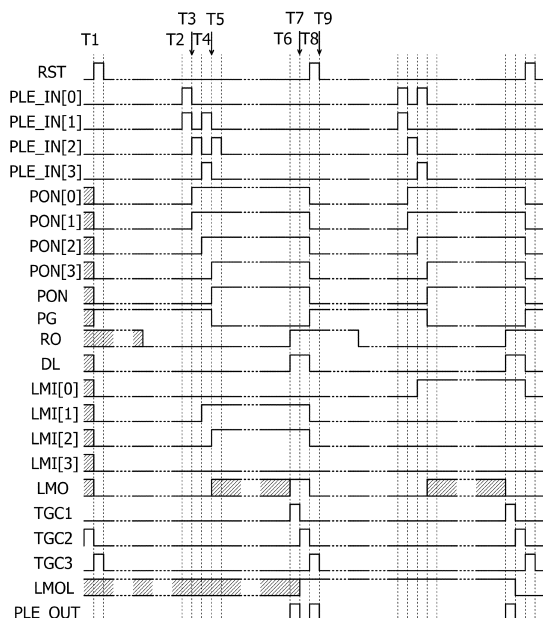 T3 T5 T7 T9
T1 T2 T4 T6 T8
RST
PLE_IN[0]
PLE_IN[1]
PLE_IN[2]
PLE_IN[3]
PON[0]
PON[1]
PON[2]
PON[3]
PON
PG
RO
DL
LMI[0]
LMI[1]
LMI[2]
LMI[3]
LMO
TGC1
TGC2
TGC3
LMOL
PLE_OUT